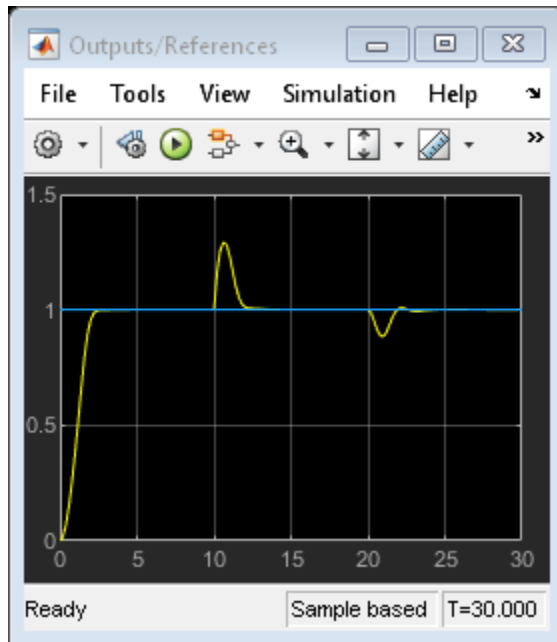 Outputs/References
File Tools View Simulation Help
1.5
1
0.5
0
0 5 10 15 20 25 30
Ready Sample based T=30.000